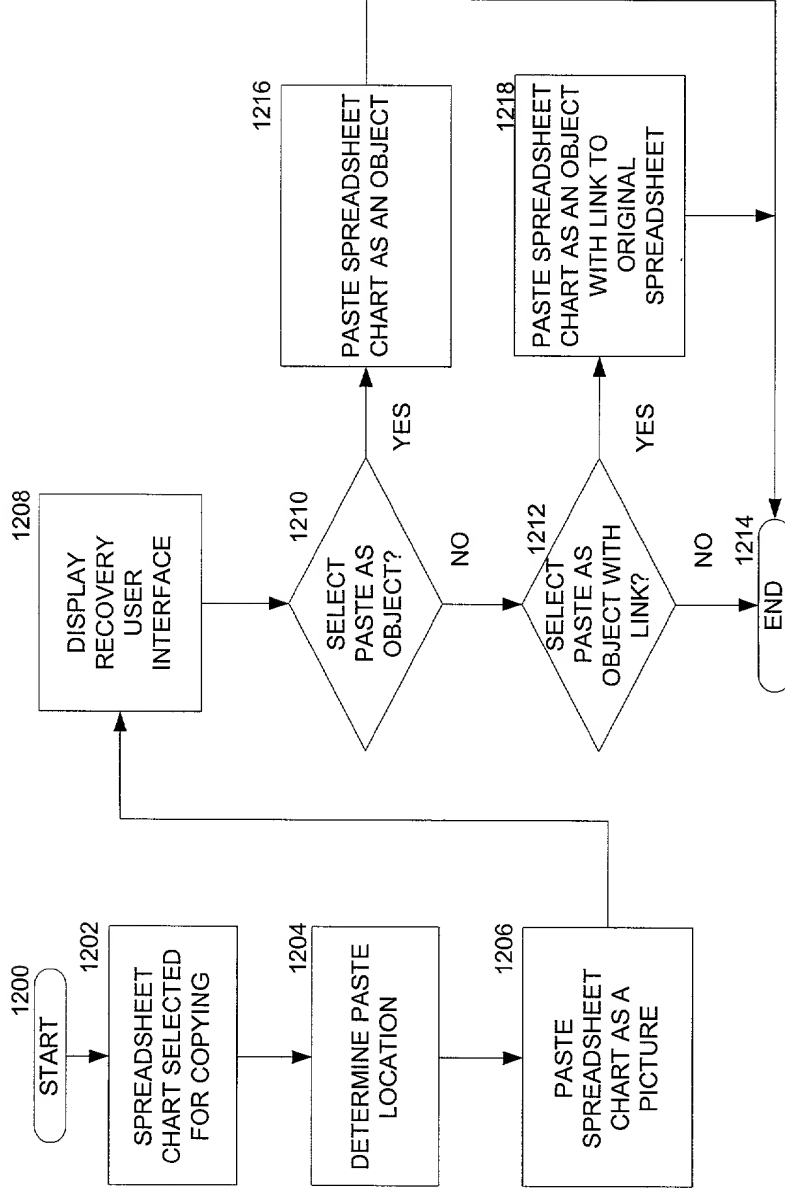 1200
START
1202
SPREADSHEET
CHART SELECTED
FOR COPYING
1204
DETERMINE PASTE
LOCATION
1206
PASTE
SPREADSHEET
CHART AS A
PICTURE
1208
DISPLAY
RECOVERY
USER
INTERFACE
1210
SELECT
PASTE AS
OBJECT?
YES
NO
1216
PASTE SPREADSHEET
CHART AS AN OBJECT
1212
SELECT
PASTE AS
OBJECT WITH
LINK?
YES
NO
1218
PASTE SPREADSHEET
CHART AS AN OBJECT
WITH LINK TO
ORIGINAL
SPREADSHEET
1214
END